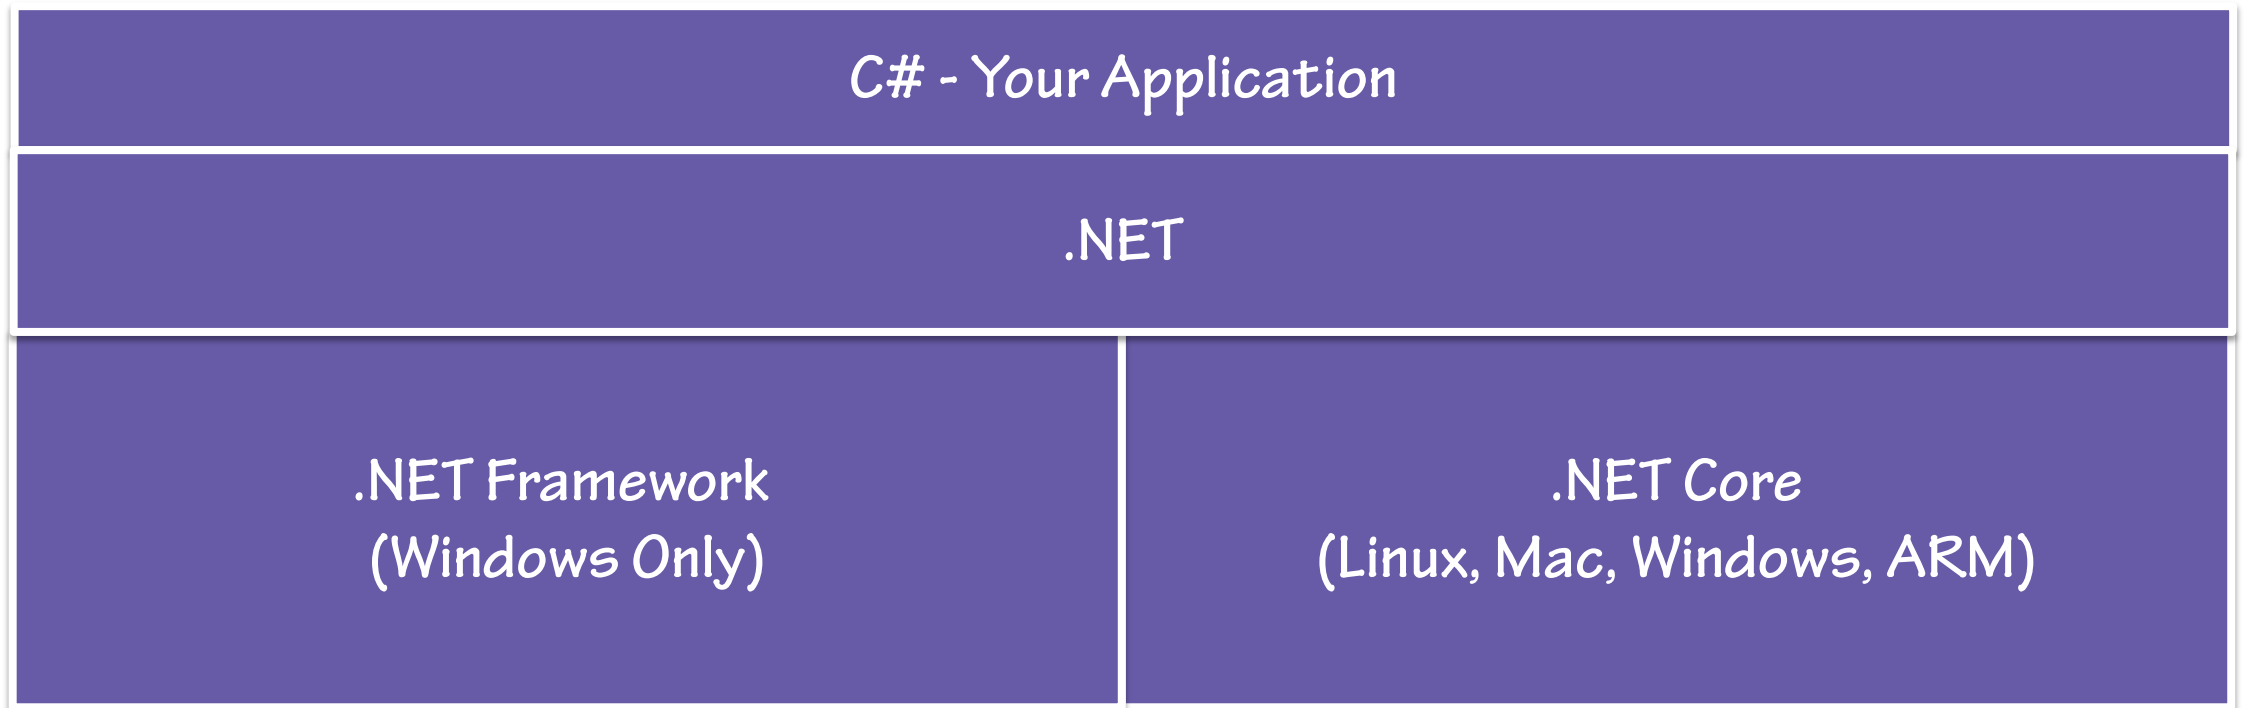 C# - Your Application
.NET
.NET Framework
(Windows Only)
.NET Core
(Linux, Mac, Windows, ARM)